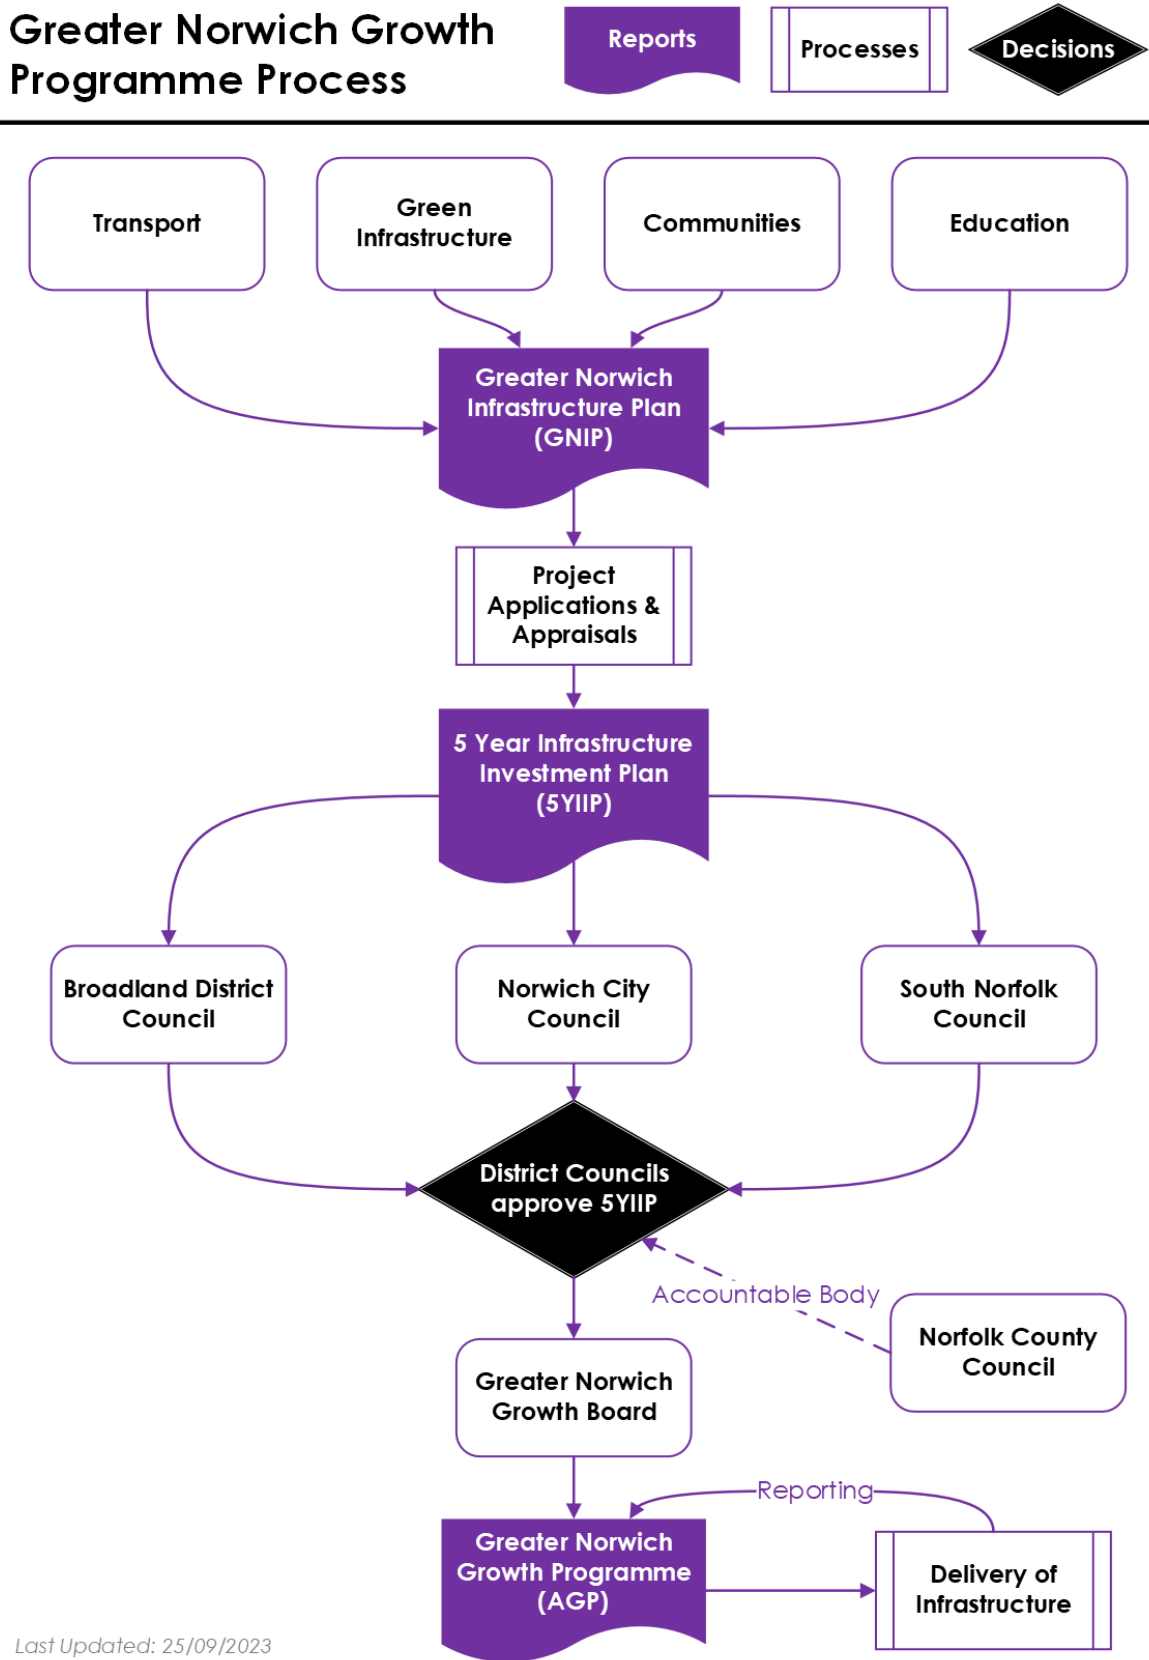 Greater Norwich Growth
Programme Process
Reports
Processes
Decisions
Transport
Green
Infrastructure
Communities
Education
Greater Norwich
Infrastructure Plan
(GNIP)
Project
Applications &
Appraisals
5 Year Infrastructure
Investment Plan
(5YIIP)
Broadland District
Council
Norwich City
Council
South Norfolk
Council
District Councils
approve 5YIIP
Accountable Body
Norfolk County
Council
Greater Norwich
Growth Board
Reporting
Greater Norwich
Growth Programme
(AGP)
Delivery of
Infrastructure
Last Updated: 25/09/2023